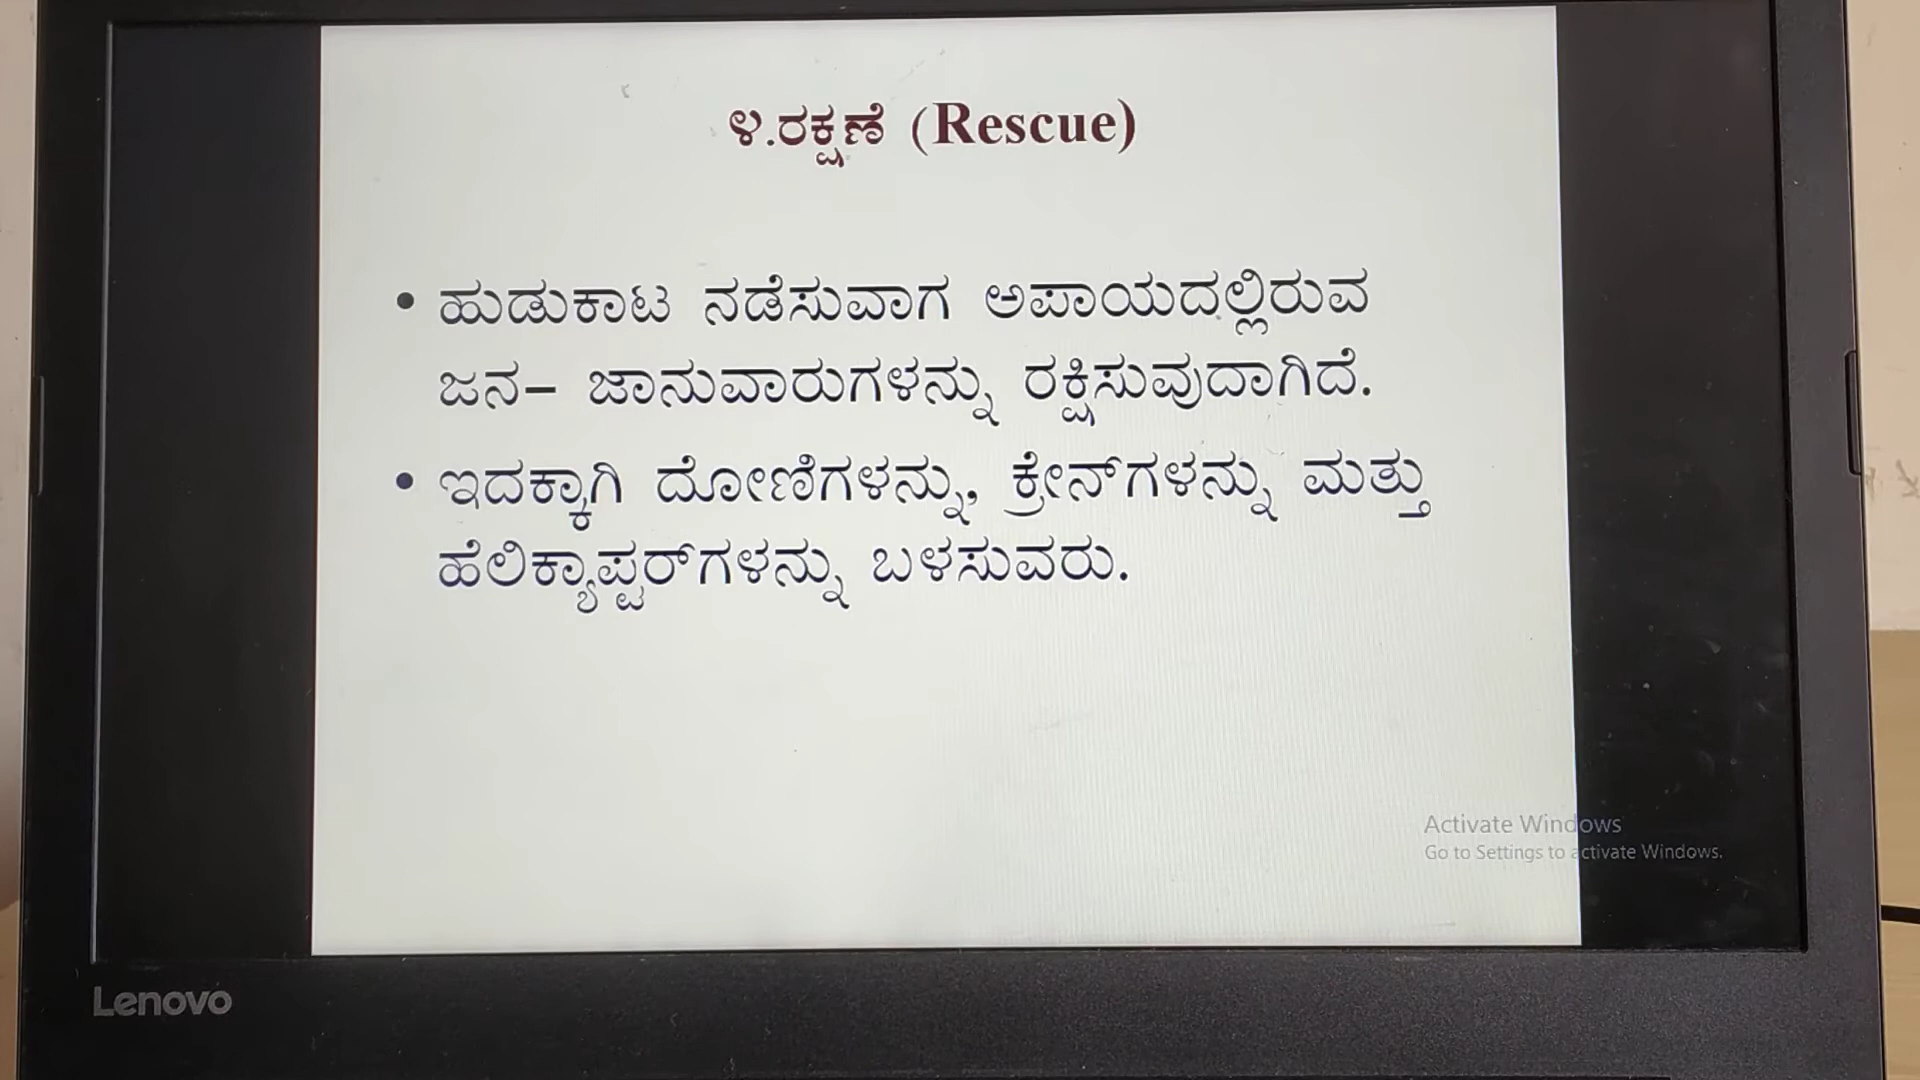 ೪.ರಕ್ಷಣೆ (Rescue)
• ಹುಡುಕಾಟ ನಡೆಸುವಾಗ ಅಪಾಯದಲ್ಲಿರುವ
ಜನ– ಜಾನುವಾರುಗಳನ್ನು ರಕ್ಷಿಸುವುದಾಗಿದೆ.
• ಇದಕ್ಕಾಗಿ ದೋಣಿಗಳನ್ನು, ಕ್ರೇನ್‌ಗಳನ್ನು ಮತ್ತು
ಹೆಲಿಕ್ಯಾಪ್ಟರ್‌ಗಳನ್ನು ಬಳಸುವರು.
Activate Windows
Go to Settings to activate Windows.
Lenovo